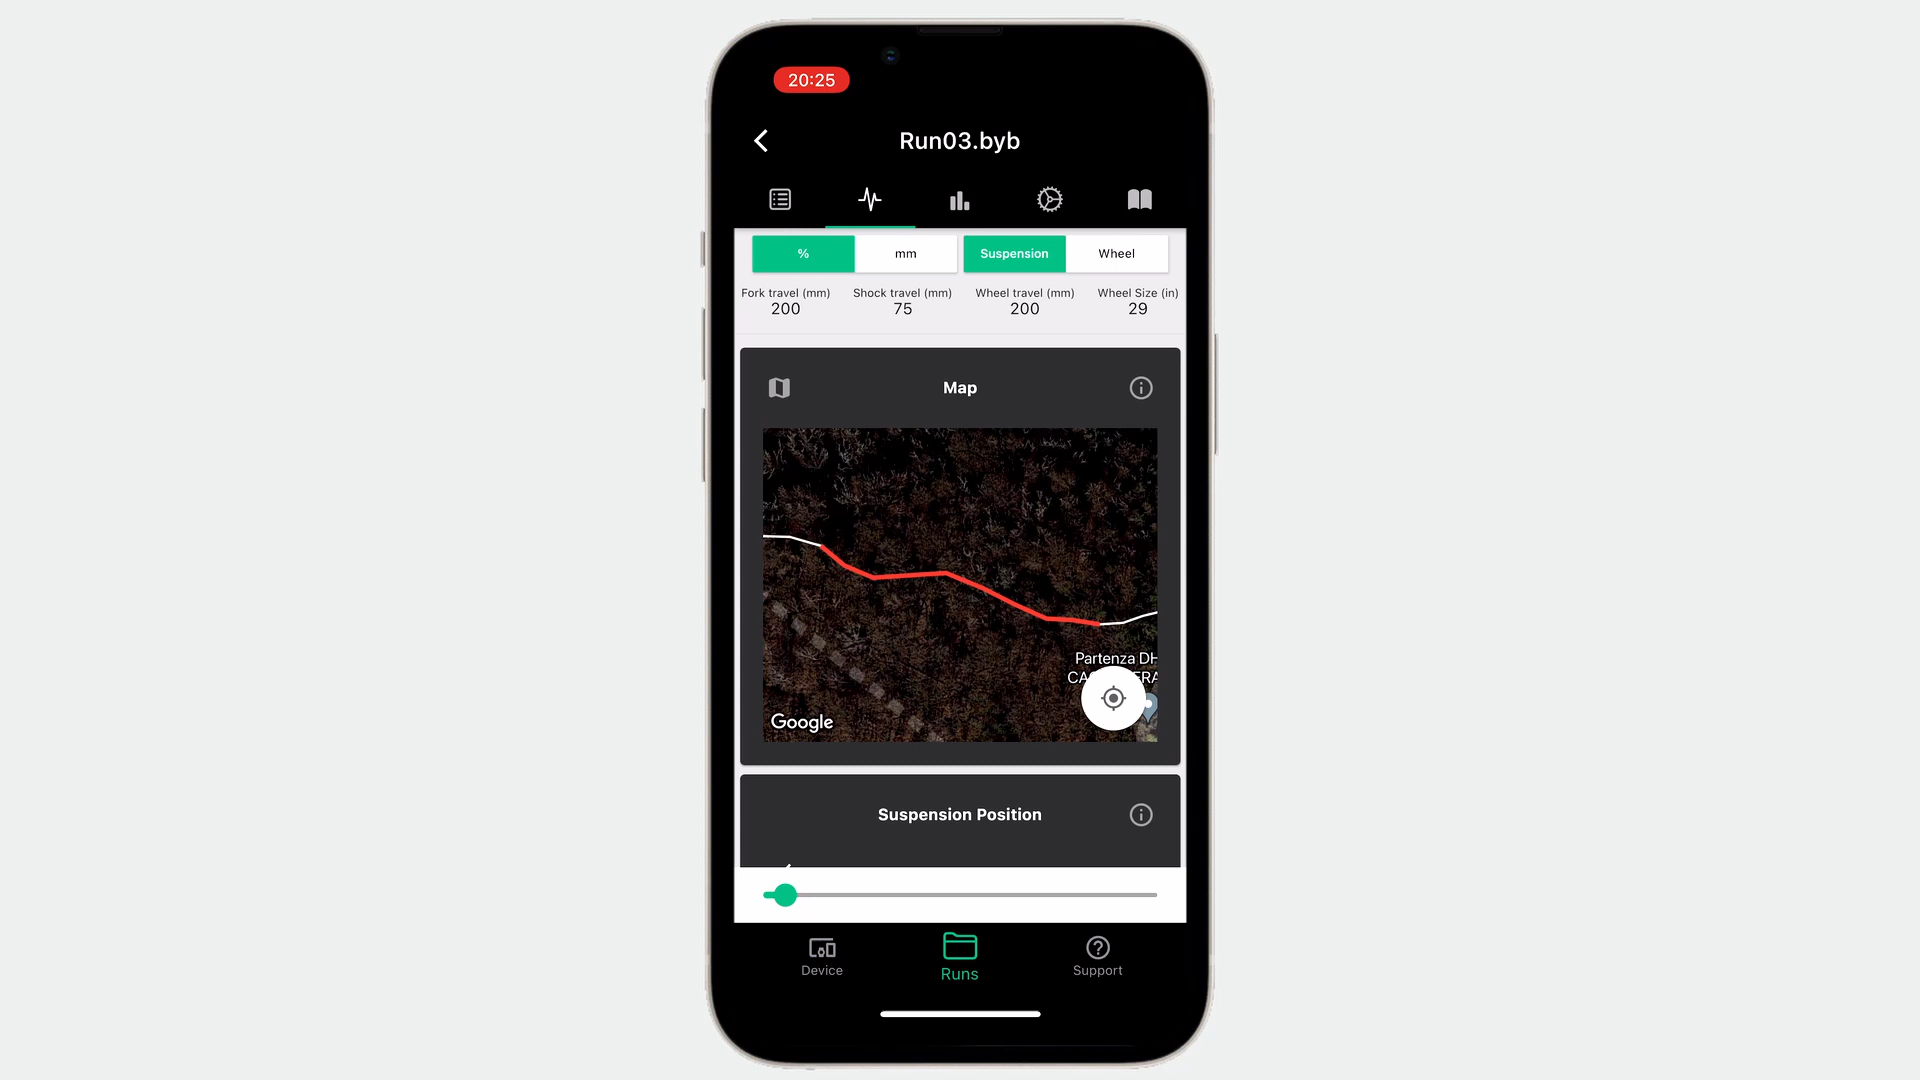 20:25
Run03.byb
% mm Suspension Wheel
Fork travel (mm) Shock travel (mm) Wheel travel (mm) Wheel Size (in)
200 75 200 29
Map
Partenza DH
Google
Suspension Position
Device Runs Support